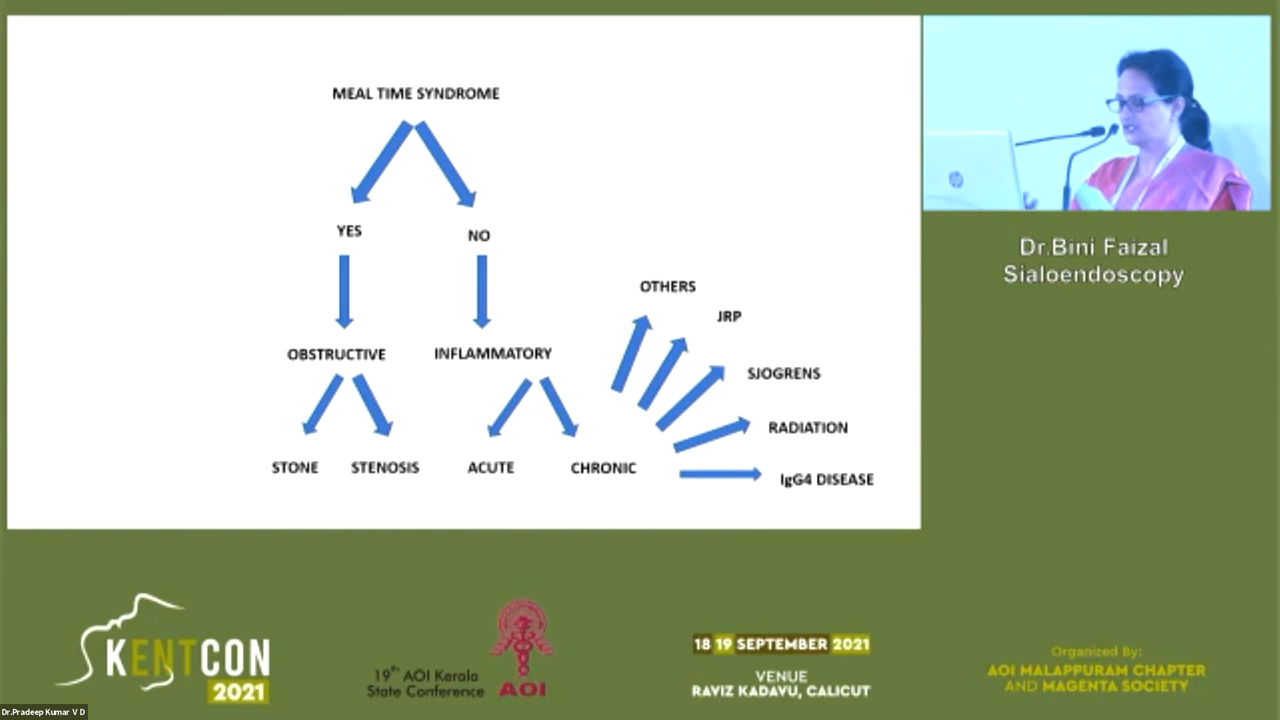 MEAL TIME SYNDROME
YES
NO
OBSTRUCTIVE
INFLAMMATORY
STONE
STENOSIS
ACUTE
CHRONIC
OTHERS
JRP
SJOGRENS
RADIATION
IgG4 DISEASE
Dr.Bini Faizal
Sialoendoscopy
KENTCON
2021
19th AOI Kerala
State Conference
AOI
18 19 SEPTEMBER 2021
VENUE
RAVIZ KADAVU, CALICUT
Organized By:
AOI MALAPPURAM CHAPTER
AND MAGENTA SOCIETY
Dr.Pradeep Kumar V D
hp